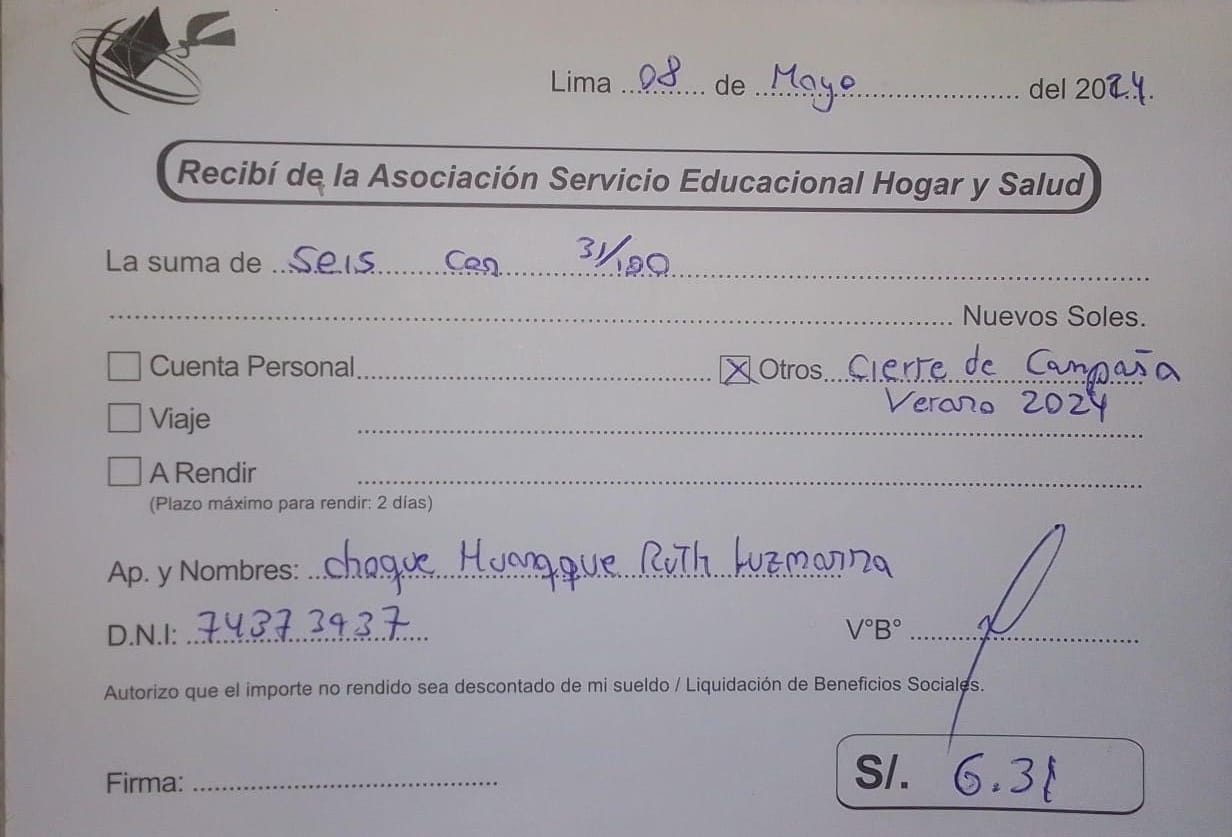 Lima ... 08 ... de ... Mayo ... del 2024.
Recibí de la Asociación Servicio Educacional Hogar y Salud
La suma de ... Seis con 31/100
Nuevos Soles.
Cuenta Personal ... X Otros ... Cierre de Campaña
Viaje Verano 2024
A Rendir
(Plazo máximo para rendir: 2 días)
Ap. y Nombres: ... choque Huanqque Ruth Luzmarina
D.N.I: ... 74373937 V°B°
Autorizo que el importe no rendido sea descontado de mi sueldo / Liquidación de Beneficios Sociales.
Firma: ... S/. 6.31